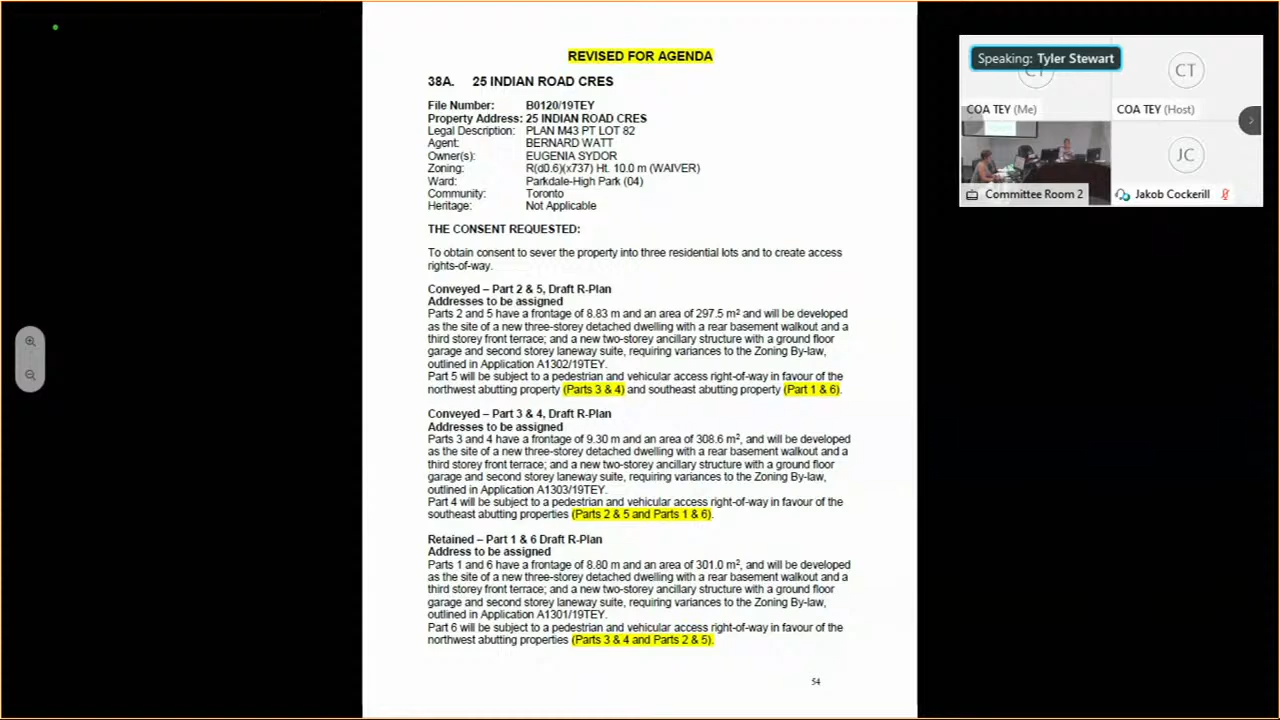 REVISED FOR AGENDA
38A. 25 INDIAN ROAD CRES
File Number: B0120/19TEY
Property Address: 25 INDIAN ROAD CRES
Legal Description: PLAN M43 PT LOT 82
Agent: BERNARD WATT
Owner(s): EUGENIA SYDOR
Zoning: R(d0.6)(x737) Ht. 10.0 m (WAIVER)
Ward: Parkdale-High Park (04)
Community: Toronto
Heritage: Not Applicable
THE CONSENT REQUESTED:
To obtain consent to sever the property into three residential lots and to create access
rights-of-way.
Conveyed – Part 2 & 5, Draft R-Plan
Addresses to be assigned
Parts 2 and 5 have a frontage of 8.83 m and an area of 297.5 m² and will be developed
as the site of a new three-storey detached dwelling with a rear basement walkout and a
third storey front terrace; and a new two-storey ancillary structure with a ground floor
garage and second storey laneway suite, requiring variances to the Zoning By-law,
outlined in Application A1302/19TEY.
Part 5 will be subject to a pedestrian and vehicular access right-of-way in favour of the
northwest abutting property (Parts 3 & 4) and southeast abutting property (Part 1 & 6).
Conveyed – Part 3 & 4, Draft R-Plan
Addresses to be assigned
Parts 3 and 4 have a frontage of 9.30 m and an area of 308.6 m², and will be developed
as the site of a new three-storey detached dwelling with a rear basement walkout and a
third storey front terrace; and a new two-storey ancillary structure with a ground floor
garage and second storey laneway suite, requiring variances to the Zoning By-law,
outlined in Application A1303/19TEY.
Part 4 will be subject to a pedestrian and vehicular access right-of-way in favour of the
southeast abutting properties (Parts 2 & 5 and Parts 1 & 6).
Retained – Part 1 & 6 Draft R-Plan
Address to be assigned
Parts 1 and 6 have a frontage of 8.80 m and an area of 301.0 m², and will be developed
as the site of a new three-storey detached dwelling with a rear basement walkout and a
third storey front terrace; and a new two-storey ancillary structure with a ground floor
garage and second storey laneway suite, requiring variances to the Zoning By-law,
outlined in Application A1301/19TEY.
Part 6 will be subject to a pedestrian and vehicular access right-of-way in favour of the
northwest abutting properties (Parts 3 & 4 and Parts 2 & 5).
54
Speaking: Tyler Stewart
CT
COA TEY (Me)
CT
COA TEY (Host)
Committee Room 2
JC
Jakob Cockerill